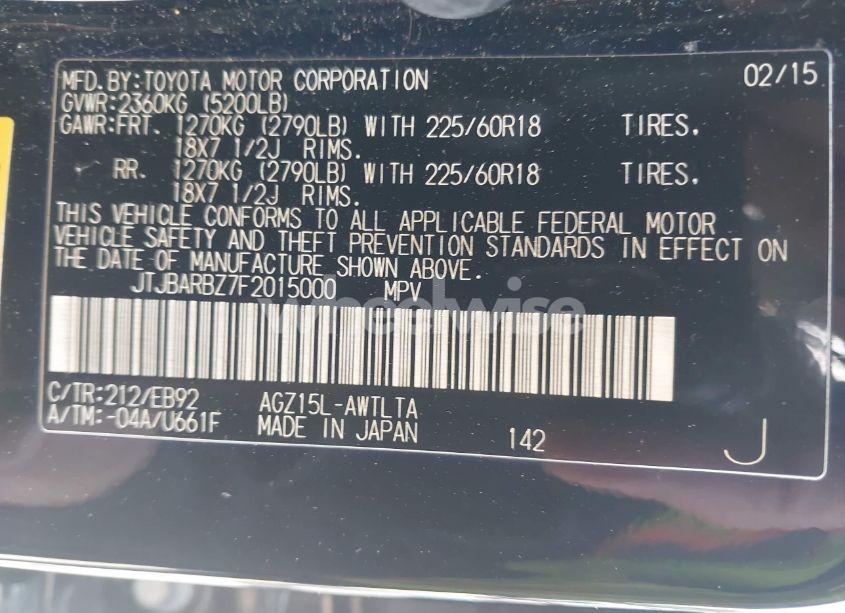 MFD. BY: TOYOTA MOTOR CORPORATION 02/15
GVWR: 2360KG (5200LB)
GAWR: FRT. 1270KG (2790LB) WITH 225/60R18 TIRES.
18X7 1/2J RIMS.
RR. 1270KG (2790LB) WITH 225/60R18 TIRES.
18X7 1/2J RIMS.
THIS VEHICLE CONFORMS TO ALL APPLICABLE FEDERAL MOTOR
VEHICLE SAFETY AND THEFT PREVENTION STANDARDS IN EFFECT ON
THE DATE OF MANUFACTURE SHOWN ABOVE.
JTJBARBZ7F2015000 MPV
wheelwise
C/TR: 212/EB92 AGZ15L-AWTLTA
A/TM: -04A/U661F MADE IN JAPAN 142 J